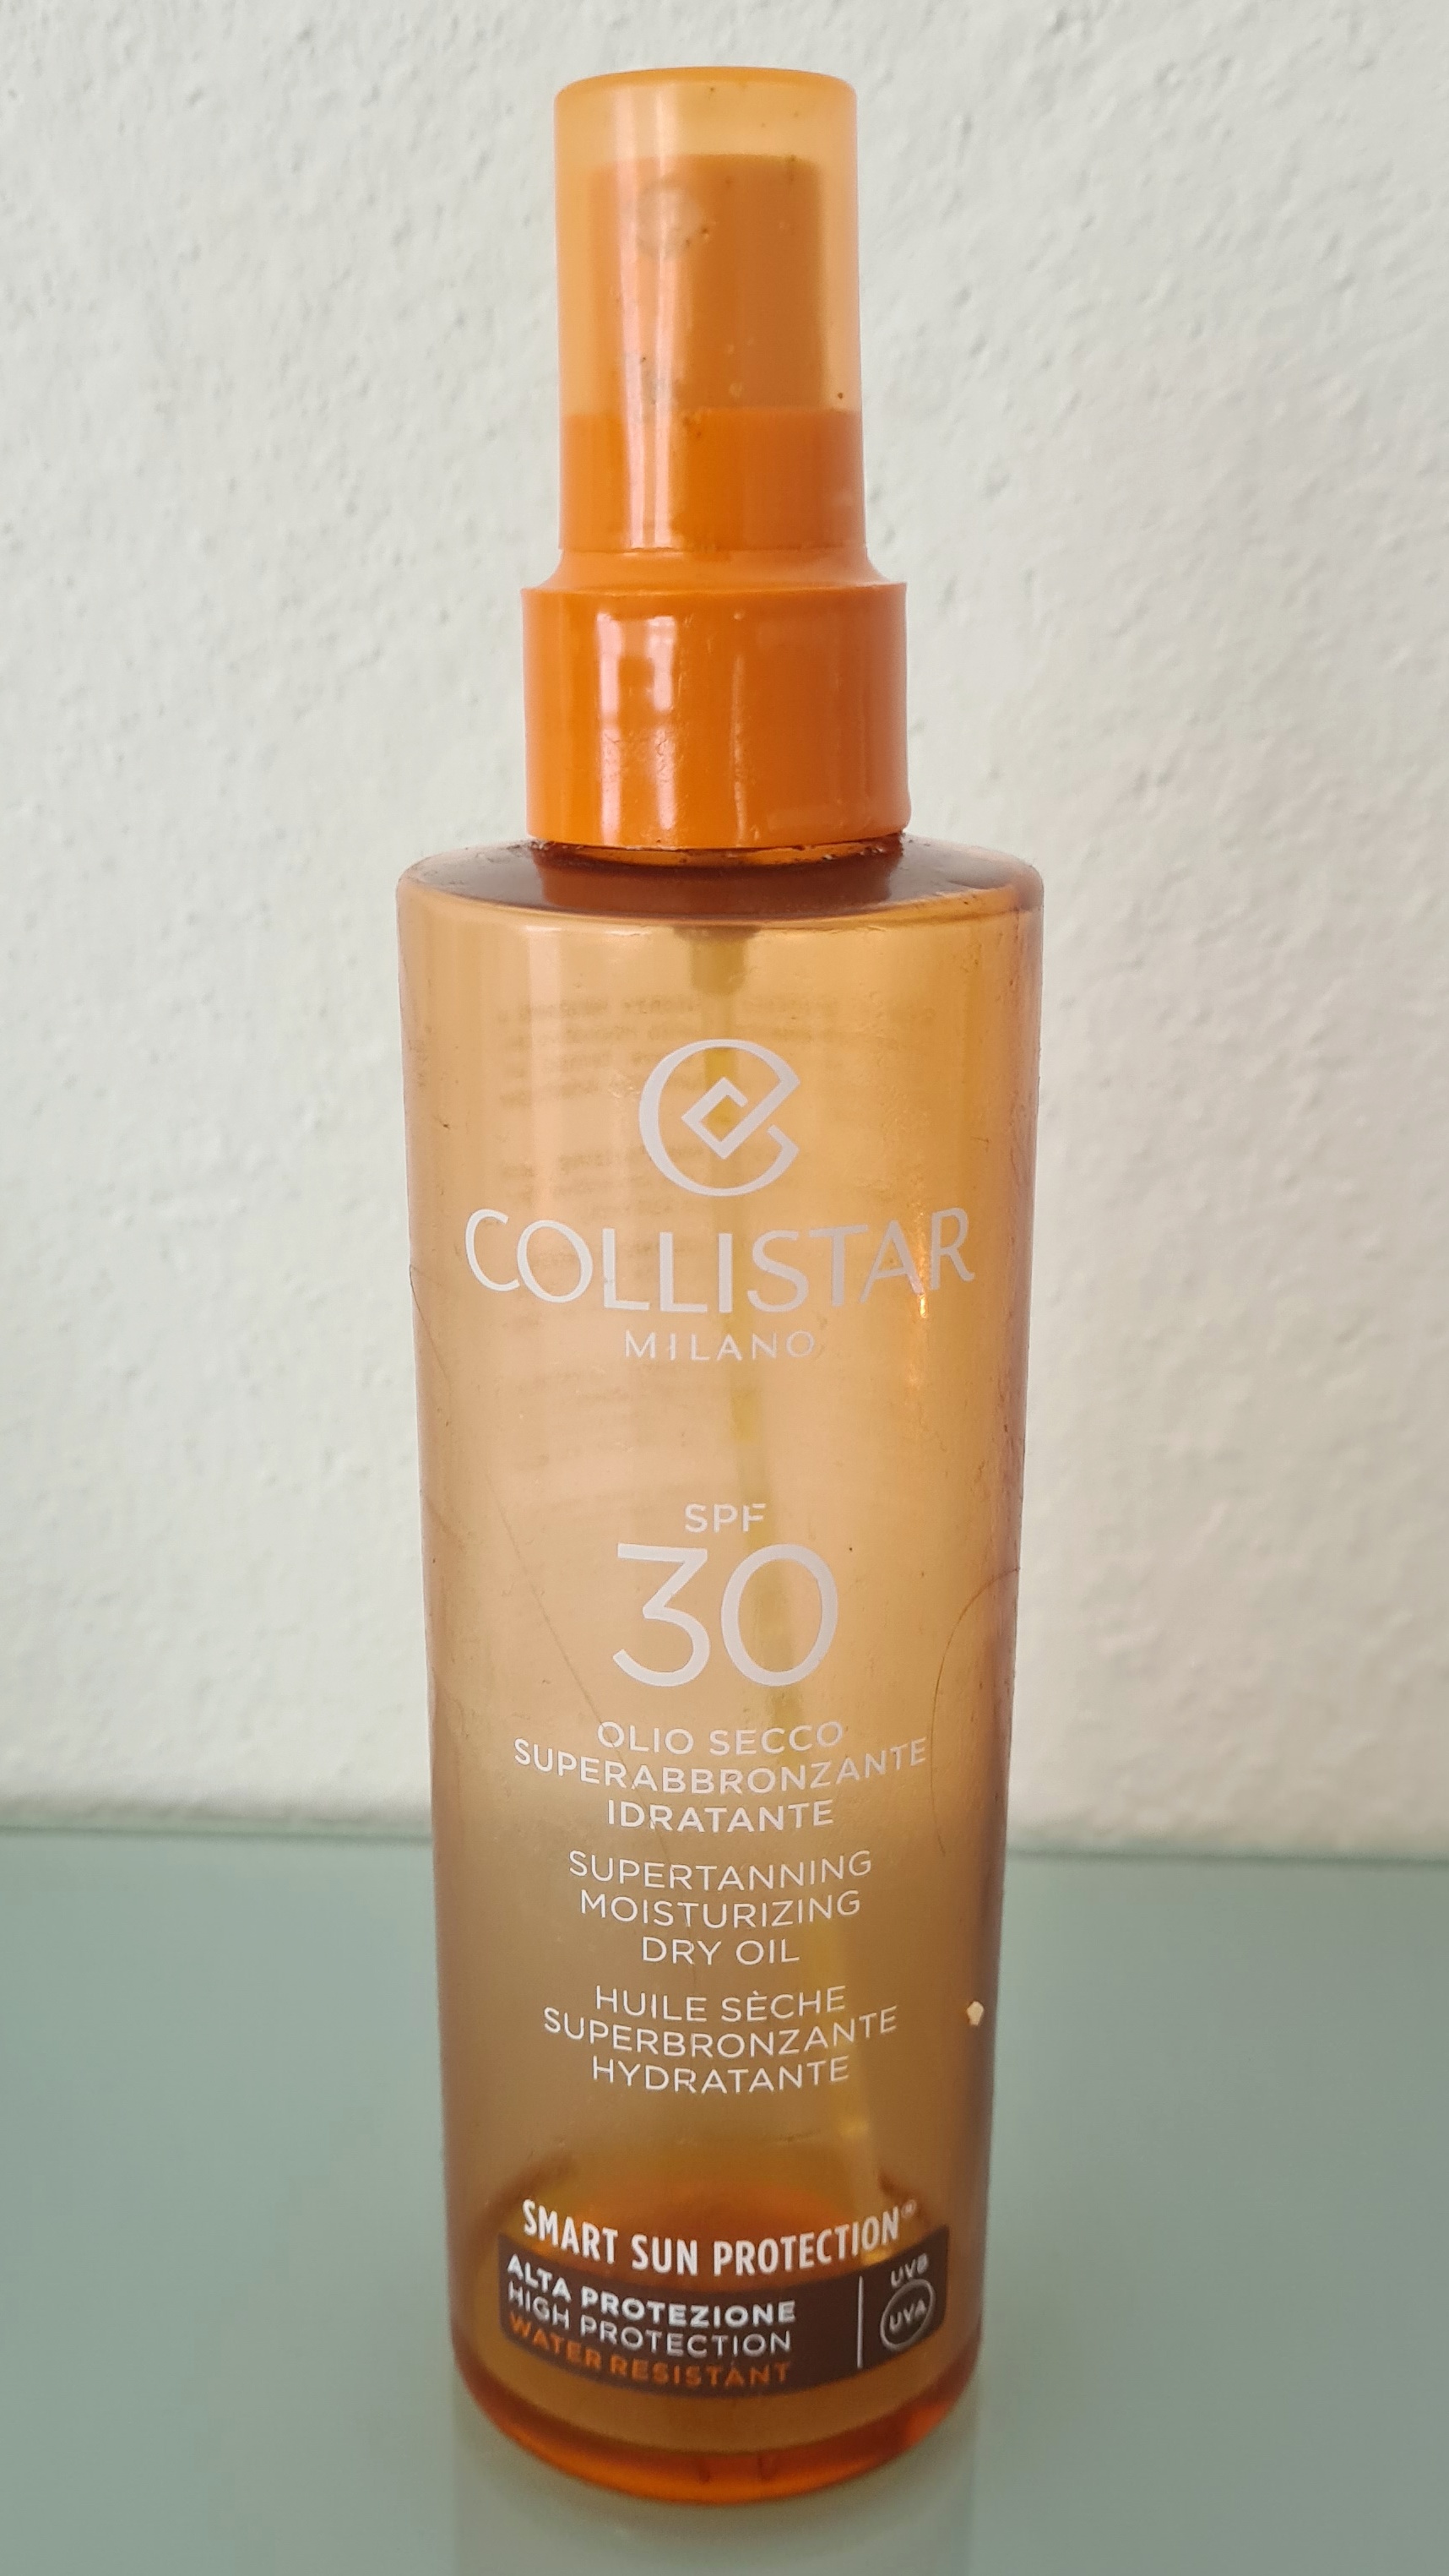 COLLISTAR
MILANO
SPF
30
OLIO SECCO
SUPERABBRONZANTE
IDRATANTE
SUPERTANNING
MOISTURIZING
DRY OIL
HUILE SÈCHE
SUPERBRONZANTE
HYDRATANTE
SMART SUN PROTECTION®
ALTA PROTEZIONE
HIGH PROTECTION
WATER RESISTANT
UVB
UVA